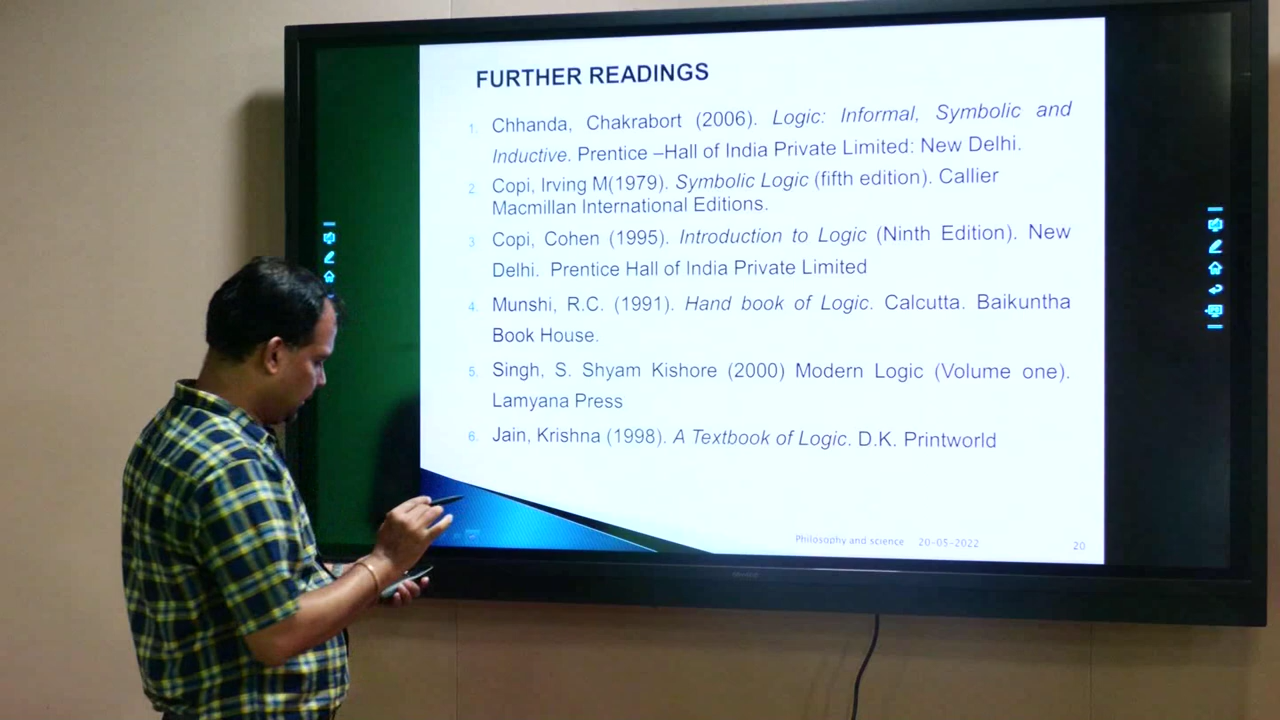 FURTHER READINGS
1. Chhanda, Chakrabort (2006). Logic: Informal, Symbolic and
Inductive. Prentice –Hall of India Private Limited: New Delhi.
2. Copi, Irving M(1979). Symbolic Logic (fifth edition). Callier
Macmillan International Editions.
3. Copi, Cohen (1995). Introduction to Logic (Ninth Edition). New
Delhi. Prentice Hall of India Private Limited
4. Munshi, R.C. (1991). Hand book of Logic. Calcutta. Baikuntha
Book House.
5. Singh, S. Shyam Kishore (2000) Modern Logic (Volume one).
Lamyana Press
6. Jain, Krishna (1998). A Textbook of Logic. D.K. Printworld
Philosophy and science 20-05-2022 20